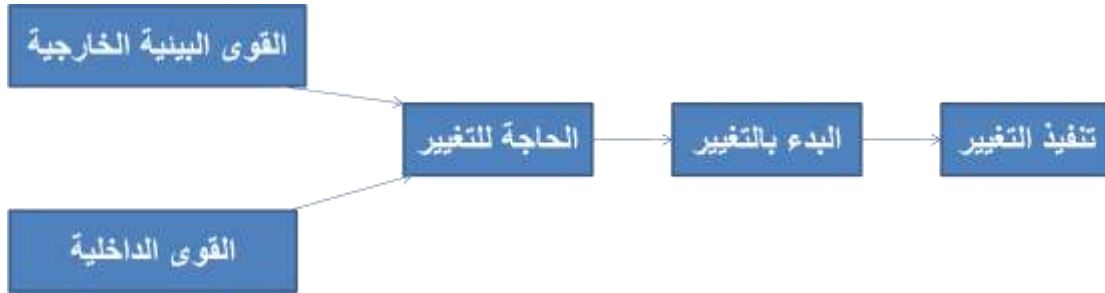 القوى البيئية الخارجية
الحاجة للتغيير
البدء بالتغيير
تنفيذ التغيير
القوى الداخلية